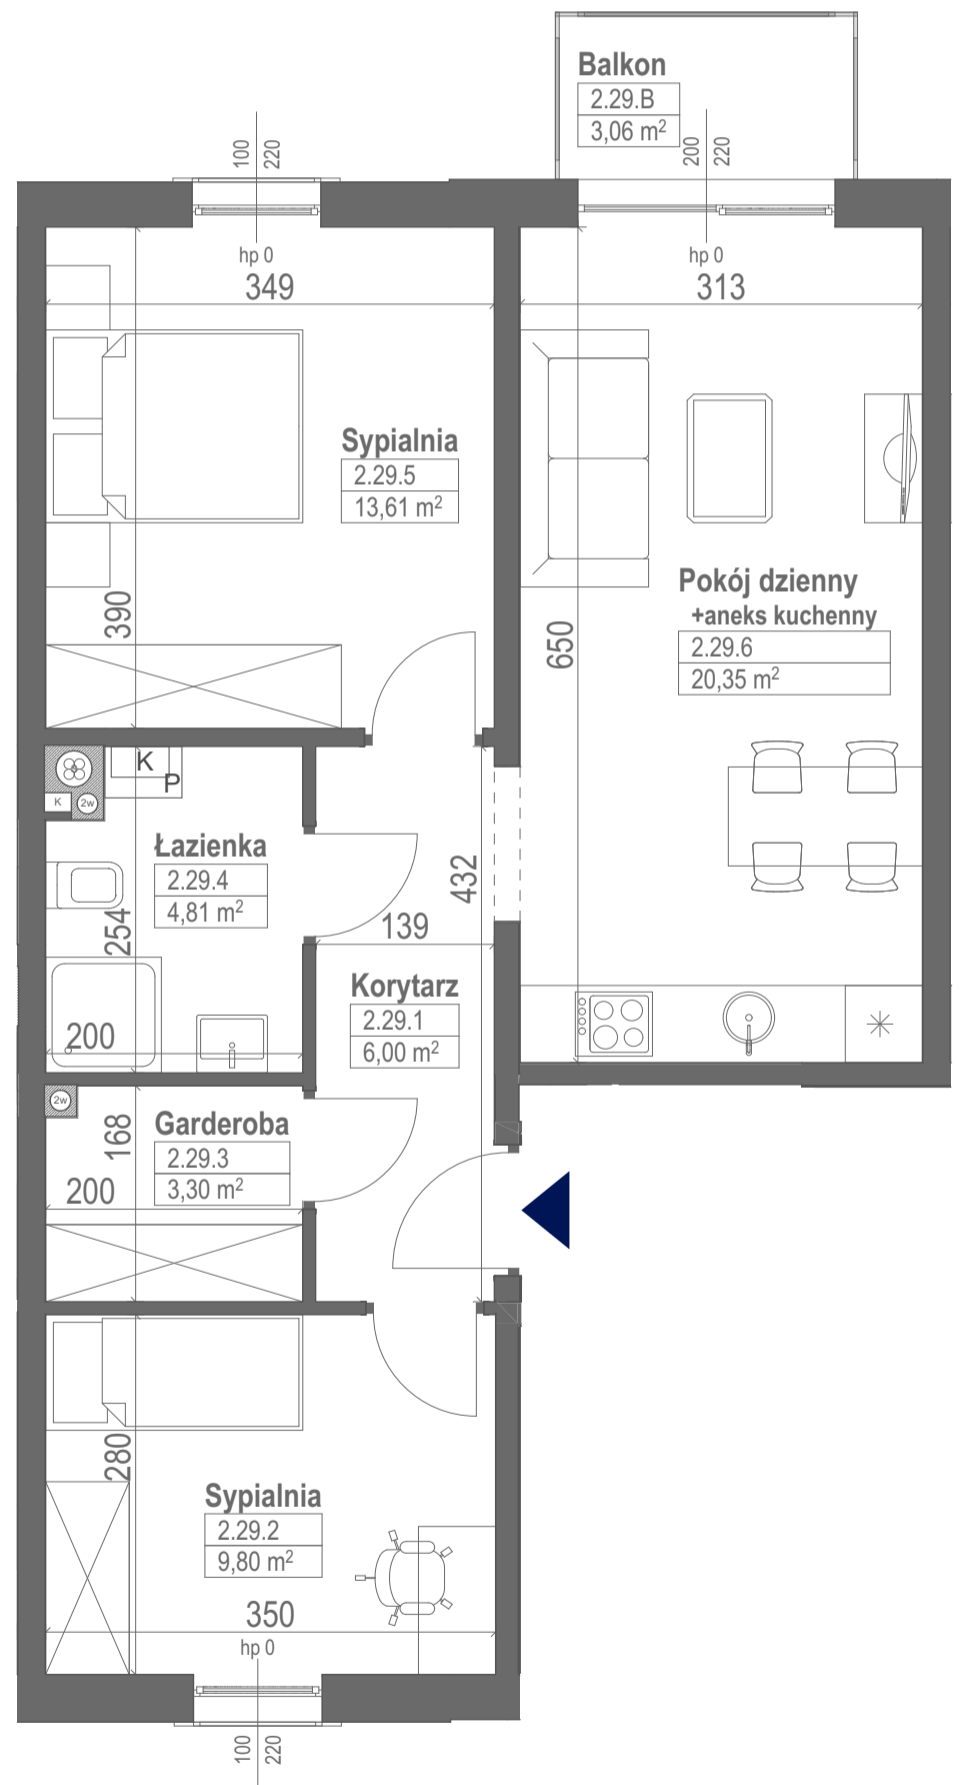 Balkon
2.29.B
3,06 m²
100
220
200
220
hp 0
349
hp 0
313
Sypialnia
2.29.5
13,61 m²
390
Pokój dzienny
+aneks kuchenny
2.29.6
20,35 m²
650
K
P
K
2w
Łazienka
2.29.4
4,81 m²
254
200
432
139
Korytarz
2.29.1
6,00 m²
2w
Garderoba
2.29.3
3,30 m²
168
200
280
Sypialnia
2.29.2
9,80 m²
350
hp 0
100
220